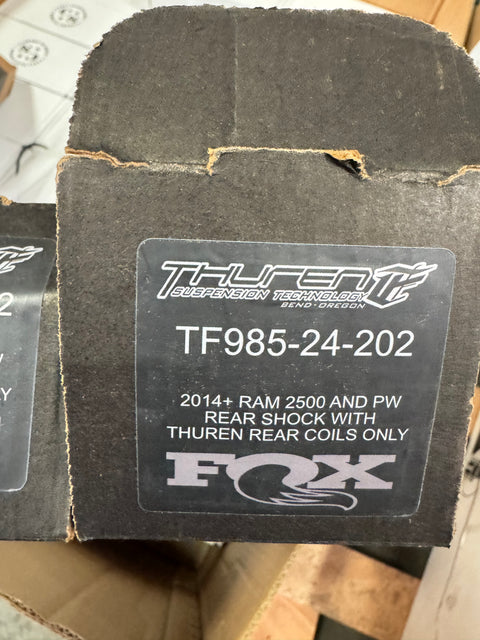 THUREN
SUSPENSION TECHNOLOGY
BEND - OREGON
TF985-24-202
2014+ RAM 2500 AND PW
REAR SHOCK WITH
THUREN REAR COILS ONLY
FOX
2